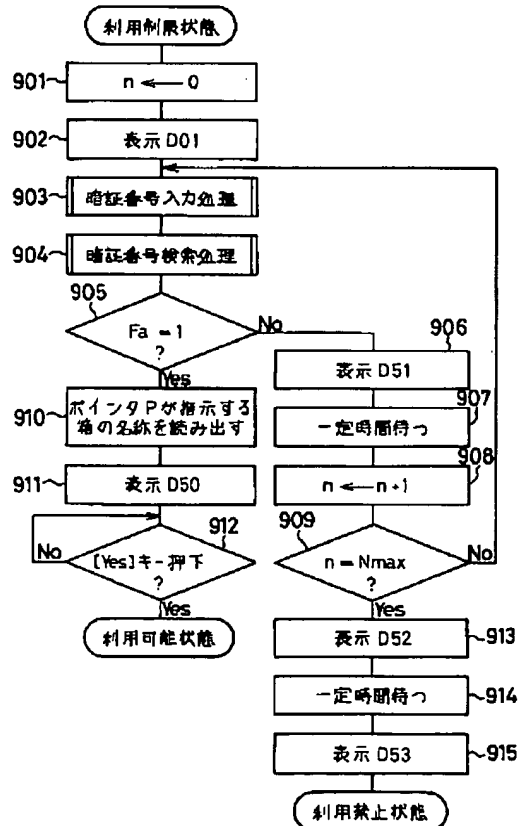 利用制限状態
901
n ← 0
902
表示 D01
903
暗証番号入力処理
904
暗証番号検索処理
905
Fa = 1
?
No
Yes
906
表示 D51
907
一定時間待つ
908
n ← n+1
909
n = Nmax
?
No
Yes
910
ポインタPが指示する
箱の名称を読み出す
911
表示 D50
912
[Yes]キー押下
?
No
Yes
利用可能状態
表示 D52
913
一定時間待つ
914
表示 D53
915
利用禁止状態